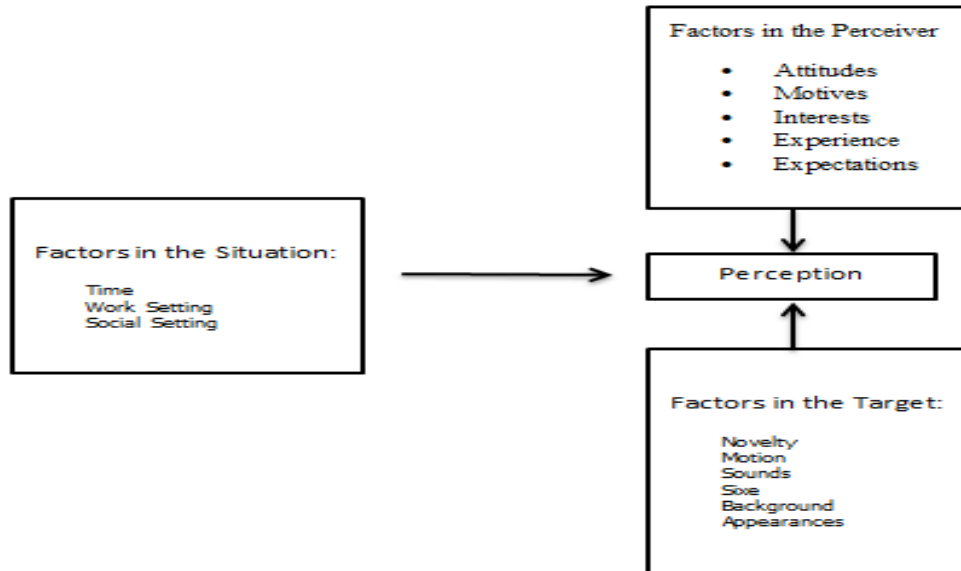 Factors in the Perceiver
• Attitudes
• Motives
• Interests
• Experience
• Expectations
Factors in the Situation:
Time
Work Setting
Social Setting
Perception
Factors in the Target:
Novelty
Motion
Sounds
Sixe
Background
Appearances